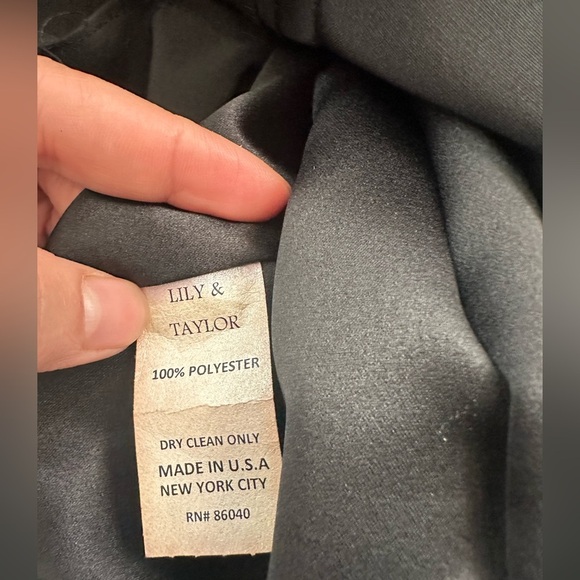 LILY &
TAYLOR
100% POLYESTER
DRY CLEAN ONLY
MADE IN U.S.A
NEW YORK CITY
RN# 86040